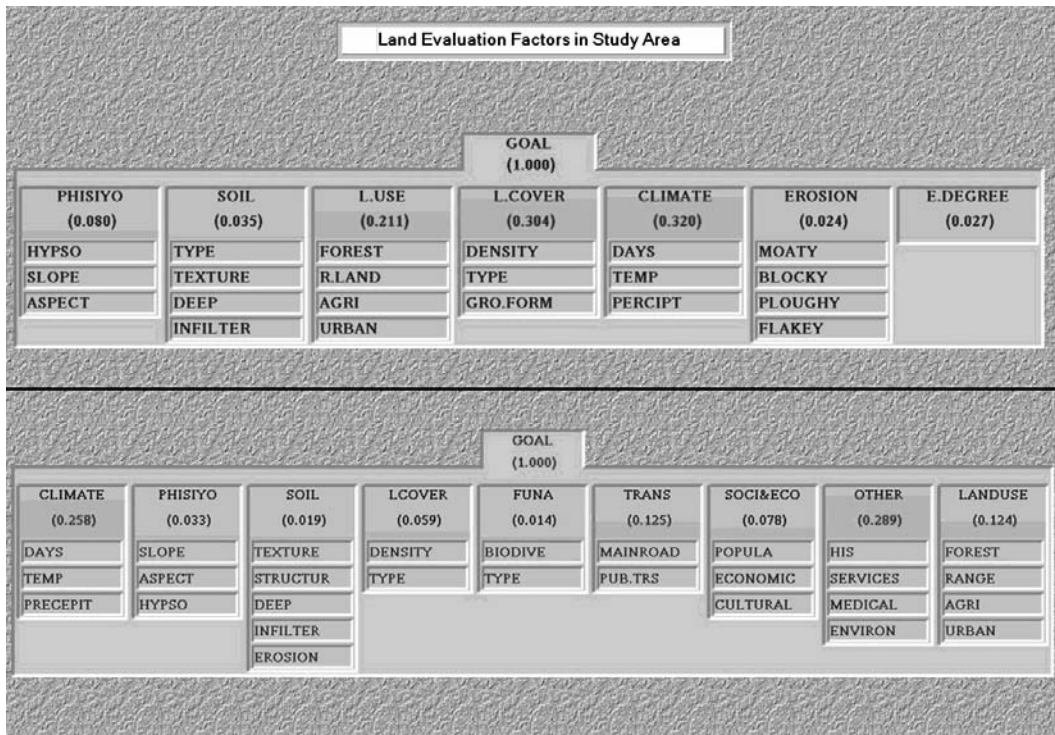 Land Evaluation Factors in Study Area
GOAL
(1.000)
PHISIYO
(0.080)
HYPSO
SLOPE
ASPECT
SOIL
(0.035)
TYPE
TEXTURE
DEEP
INFILTER
L.USE
(0.211)
FOREST
R.LAND
AGRI
URBAN
L.COVER
(0.304)
DENSITY
TYPE
GRO.FORM
CLIMATE
(0.320)
DAYS
TEMP
PERCIPT
EROSION
(0.024)
MOATY
BLOCKY
PLOUGHY
FLAKEY
E.DEGREE
(0.027)
GOAL
(1.000)
CLIMATE
(0.258)
DAYS
TEMP
PRECEPIT
PHISIYO
(0.033)
SLOPE
ASPECT
HYPSO
SOIL
(0.019)
TEXTURE
STRUCTUR
DEEP
INFILTER
EROSION
LCOVER
(0.059)
DENSITY
TYPE
FUNA
(0.014)
BIODIVE
TYPE
TRANS
(0.125)
MAINROAD
PUB.TRS
SOCI&ECO
(0.078)
POPULA
ECONOMIC
CULTURAL
OTHER
(0.289)
HIS
SERVICES
MEDICAL
ENVIRON
LANDUSE
(0.124)
FOREST
RANGE
AGRI
URBAN